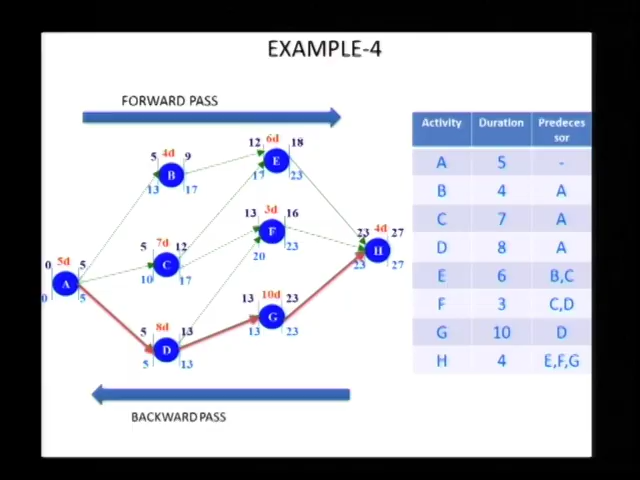 EXAMPLE-4
FORWARD PASS
12 6d 18
E
17 23
5 4d 9
B
13 17
13 3d 16
F
20 23
5 7d 12
C
10 17
23 4d 27
H
23 27
0 5d 5
A
0 5
13 10d 23
G
13 23
5 8d 13
D
5 13
BACKWARD PASS
Activity Duration Predeces
sor
A 5 -
B 4 A
C 7 A
D 8 A
E 6 B,C
F 3 C,D
G 10 D
H 4 E,F,G